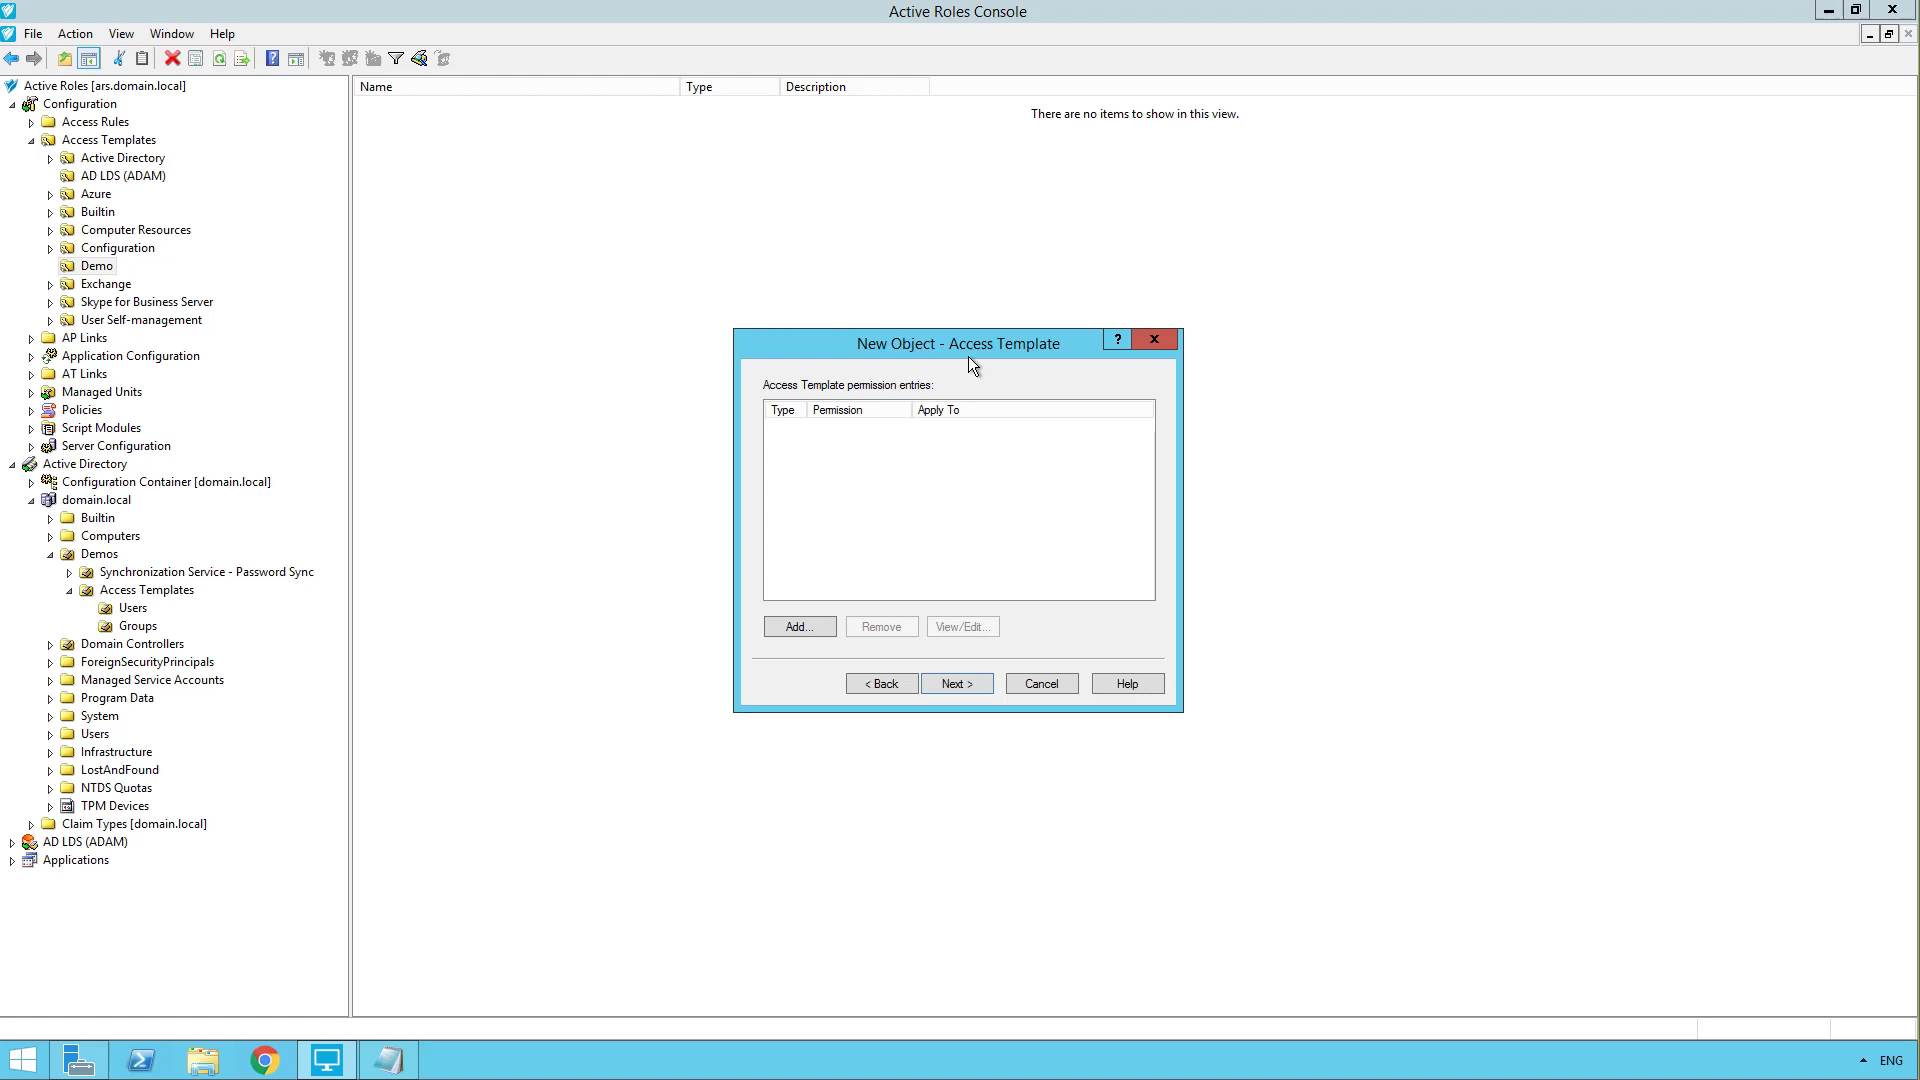 Active Roles Console
File Action View Window Help
Active Roles [ars.domain.local]
Configuration
Access Rules
Access Templates
Active Directory
AD LDS (ADAM)
Azure
Builtin
Computer Resources
Configuration
Demo
Exchange
Skype for Business Server
User Self-management
AP Links
Application Configuration
AT Links
Managed Units
Policies
Script Modules
Server Configuration
Active Directory
Configuration Container [domain.local]
domain.local
Builtin
Computers
Demos
Synchronization Service - Password Sync
Access Templates
Users
Groups
Domain Controllers
ForeignSecurityPrincipals
Managed Service Accounts
Program Data
System
Users
Infrastructure
LostAndFound
NTDS Quotas
TPM Devices
Claim Types [domain.local]
AD LDS (ADAM)
Applications
Name Type Description
There are no items to show in this view.
New Object - Access Template
? x
Access Template permission entries:
Type Permission Apply To
Add... Remove View/Edit...
< Back Next > Cancel Help
ENG